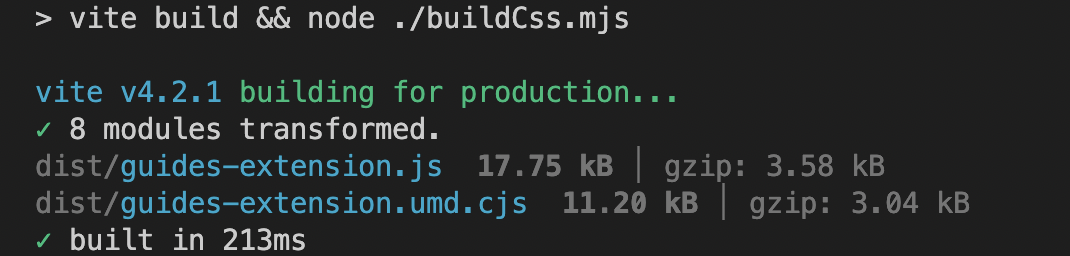 > vite build && node ./buildCss.mjs
vite v4.2.1 building for production...
✓ 8 modules transformed.
dist/guides-extension.js  17.75 kB │ gzip: 3.58 kB
dist/guides-extension.umd.cjs  11.20 kB │ gzip: 3.04 kB
✓ built in 213ms